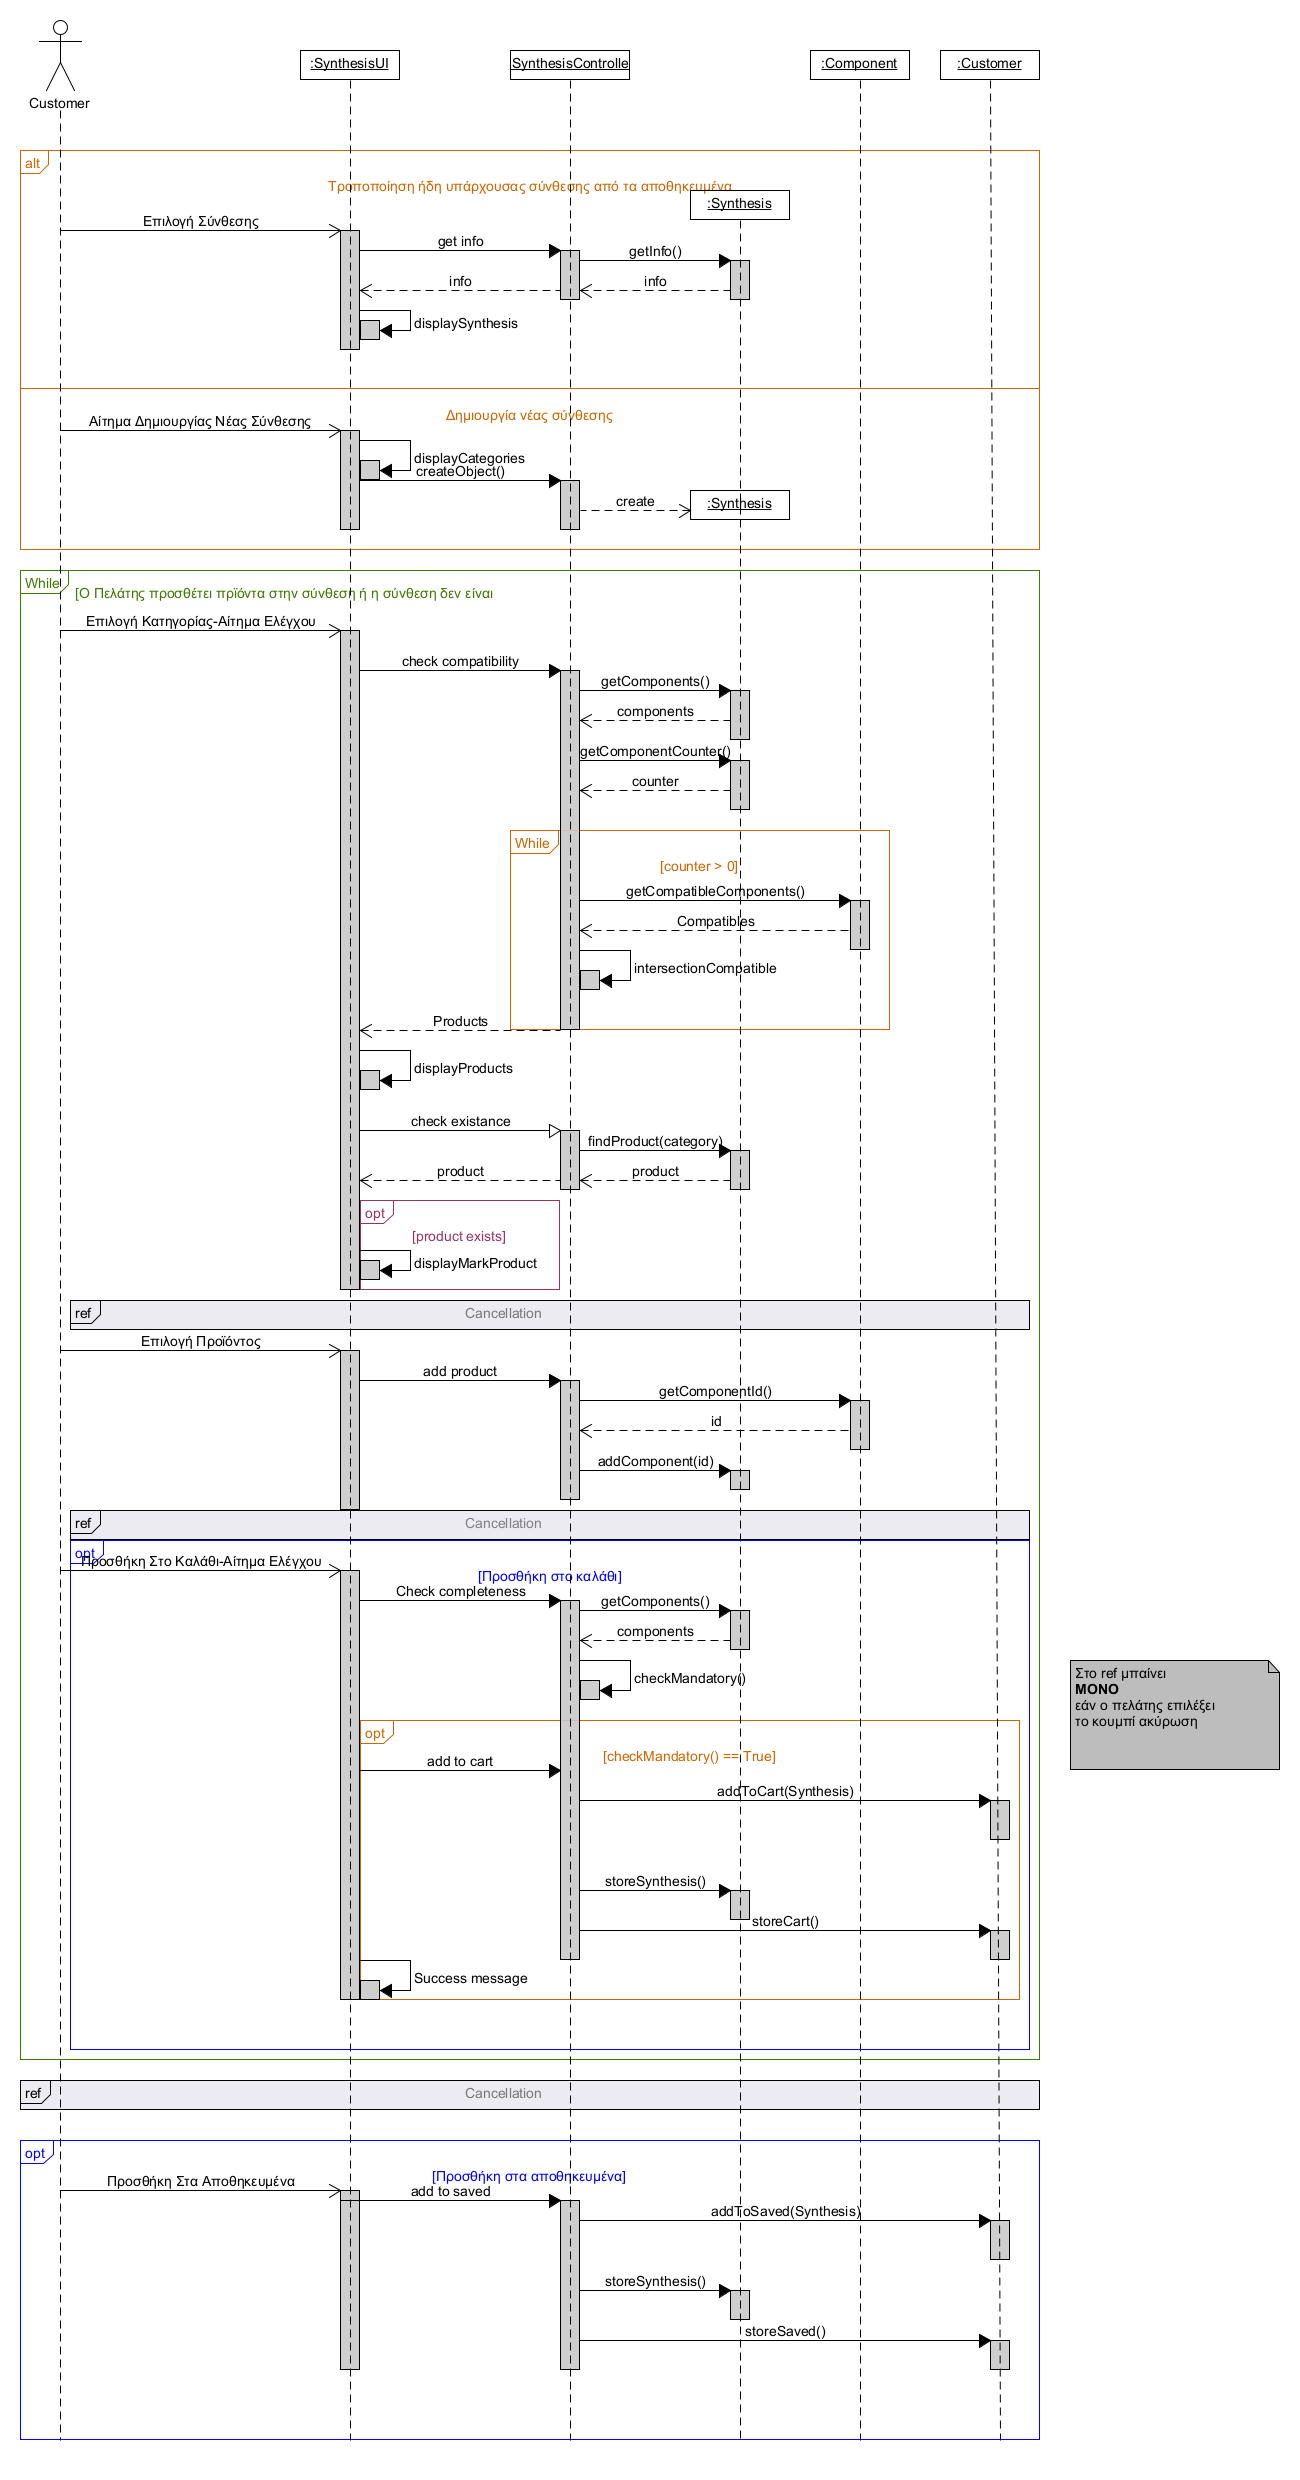 Customer
:SynthesisUI
SynthesisControlle
:Component
:Customer
alt
Τροποποίηση ήδη υπάρχουσας σύνθεσης από τα αποθηκευμένα
:Synthesis
Επιλογή Σύνθεσης
get info
getInfo()
info
info
displaySynthesis
Δημιουργία νέας σύνθεσης
Αίτημα Δημιουργίας Νέας Σύνθεσης
displayCategories
createObject()
create
:Synthesis
While
[Ο Πελάτης προσθέτει πρϊόντα στην σύνθεση ή η σύνθεση δεν είναι
Επιλογή Κατηγορίας-Αίτημα Ελέγχου
check compatibility
getComponents()
components
getComponentCounter()
counter
While
[counter > 0]
getCompatibleComponents()
Compatibles
intersectionCompatible
Products
displayProducts
check existance
findProduct(category)
product
product
opt
[product exists]
displayMarkProduct
ref
Cancellation
Επιλογή Προϊόντος
add product
getComponentId()
id
addComponent(id)
ref
Cancellation
opt
Προσθήκη Στο Καλάθι-Αίτημα Ελέγχου
[Προσθήκη στο καλάθι]
Check completeness
getComponents()
components
checkMandatory()
Στο ref μπαίνει
ΜΟΝΟ
εάν ο πελάτης επιλέξει
το κουμπί ακύρωση
opt
[checkMandatory() == True]
add to cart
addToCart(Synthesis)
storeSynthesis()
storeCart()
Success message
ref
Cancellation
opt
[Προσθήκη στα αποθηκευμένα]
Προσθήκη Στα Αποθηκευμένα
add to saved
addToSaved(Synthesis)
storeSynthesis()
storeSaved()